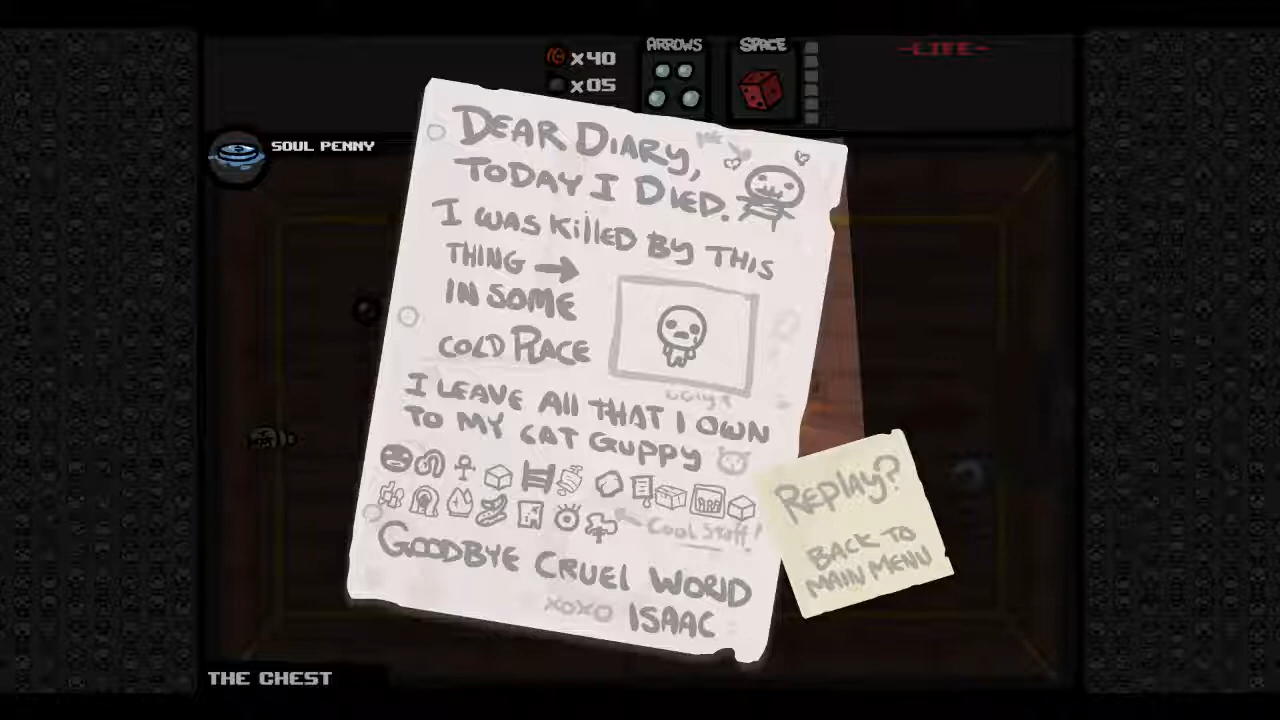 x40
x05
ARROWS
SPACE
-LIFE-
SOUL PENNY
DEAR DIARY,
TODAY I DIED.
I WAS KILLED BY THIS
THING
IN SOME
COLD PLACE
I LEAVE ALL THAT I OWN
TO MY CAT GUPPY
COOL STUFF!
GOODBYE CRUEL WORLD
XOXO ISAAC
REPLAY?
BACK TO
MAIN MENU
THE CHEST